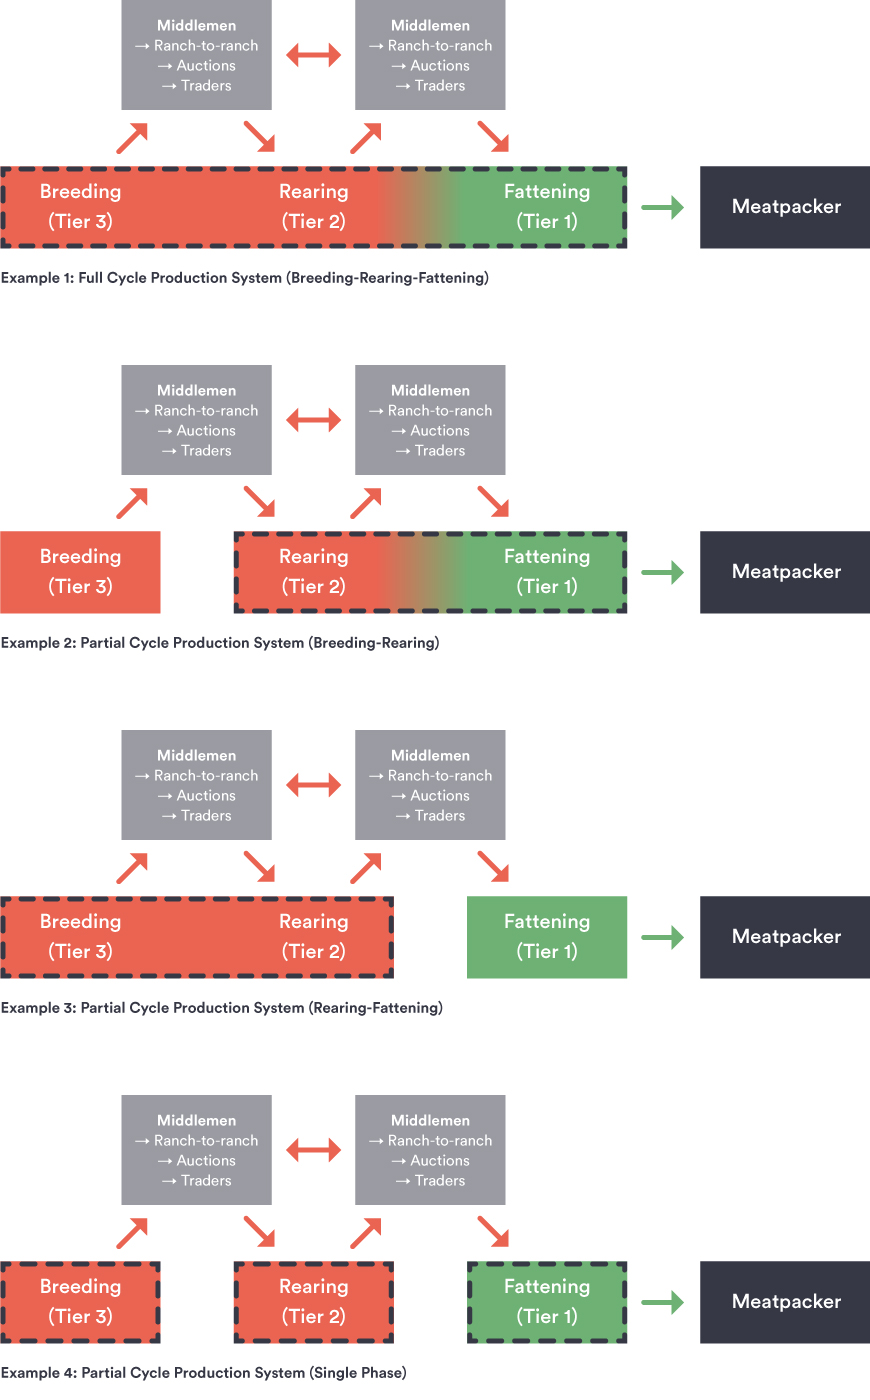 Middlemen
→ Ranch-to-ranch
→ Auctions
→ Traders
Middlemen
→ Ranch-to-ranch
→ Auctions
→ Traders
Breeding
(Tier 3)
Rearing
(Tier 2)
Fattening
(Tier 1)
Meatpacker
Example 1: Full Cycle Production System (Breeding-Rearing-Fattening)
Middlemen
→ Ranch-to-ranch
→ Auctions
→ Traders
Middlemen
→ Ranch-to-ranch
→ Auctions
→ Traders
Breeding
(Tier 3)
Rearing
(Tier 2)
Fattening
(Tier 1)
Meatpacker
Example 2: Partial Cycle Production System (Breeding-Rearing)
Middlemen
→ Ranch-to-ranch
→ Auctions
→ Traders
Middlemen
→ Ranch-to-ranch
→ Auctions
→ Traders
Breeding
(Tier 3)
Rearing
(Tier 2)
Fattening
(Tier 1)
Meatpacker
Example 3: Partial Cycle Production System (Rearing-Fattening)
Middlemen
→ Ranch-to-ranch
→ Auctions
→ Traders
Middlemen
→ Ranch-to-ranch
→ Auctions
→ Traders
Breeding
(Tier 3)
Rearing
(Tier 2)
Fattening
(Tier 1)
Meatpacker
Example 4: Partial Cycle Production System (Single Phase)